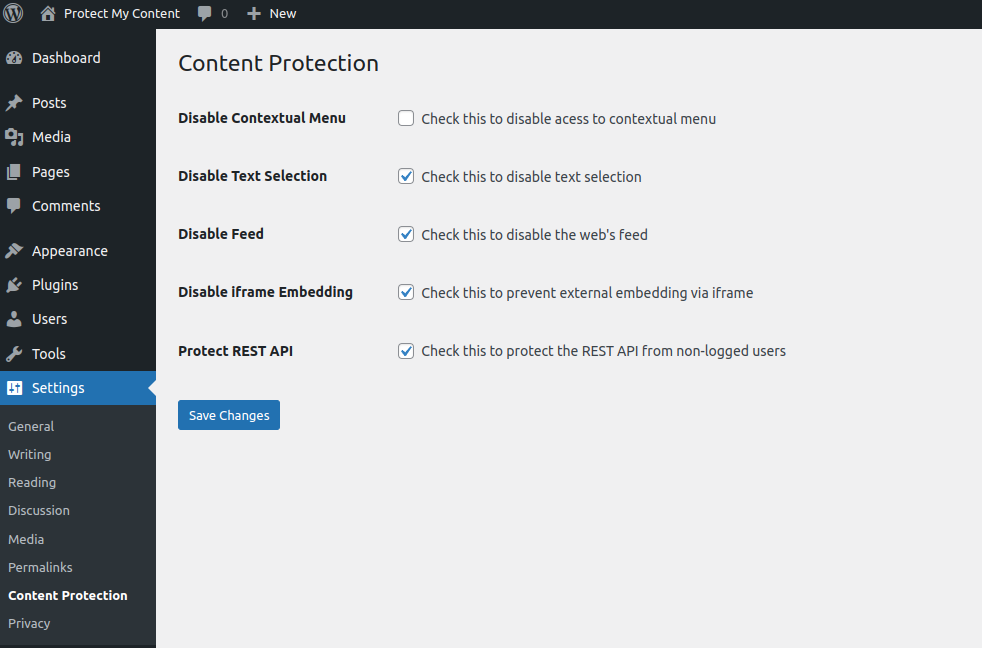 Protect My Content 0 New
Dashboard
Posts
Media
Pages
Comments
Appearance
Plugins
Users
Tools
Settings
General
Writing
Reading
Discussion
Media
Permalinks
Content Protection
Privacy
Content Protection
Disable Contextual Menu Check this to disable acess to contextual menu
Disable Text Selection Check this to disable text selection
Disable Feed Check this to disable the web's feed
Disable iframe Embedding Check this to prevent external embedding via iframe
Protect REST API Check this to protect the REST API from non-logged users
Save Changes